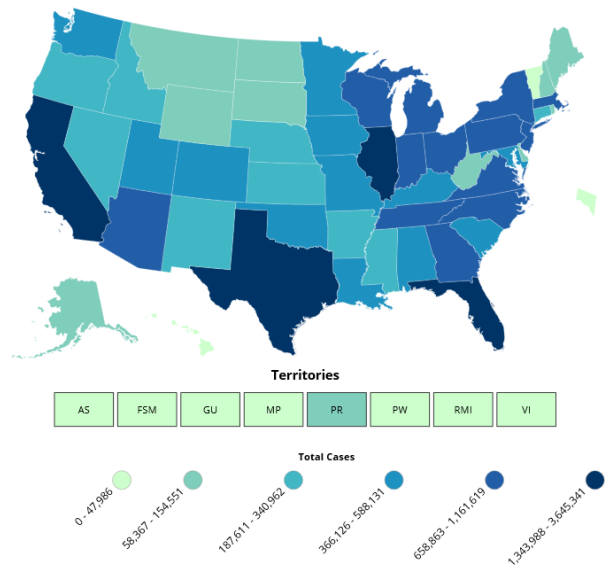 Territories
AS FSM GU MP PR PW RMI VI
Total Cases
0 - 47,986
58,367 - 154,551
187,611 - 340,962
366,126 - 588,131
658,863 - 1,161,619
1,343,988 - 3,645,341